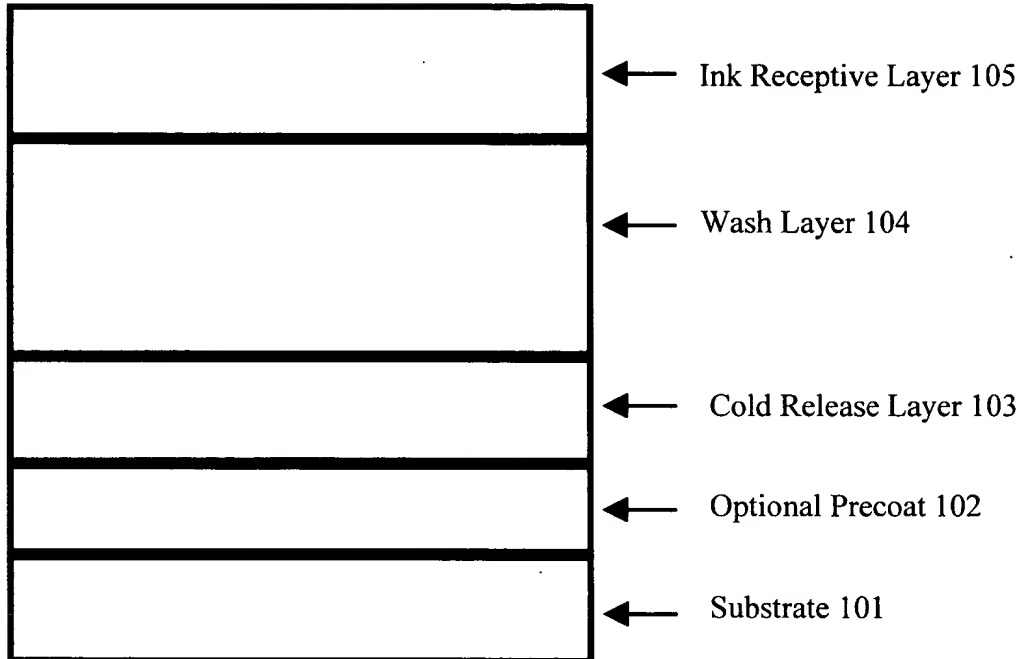 Ink Receptive Layer 105
Wash Layer 104
Cold Release Layer 103
Optional Precoat 102
Substrate 101